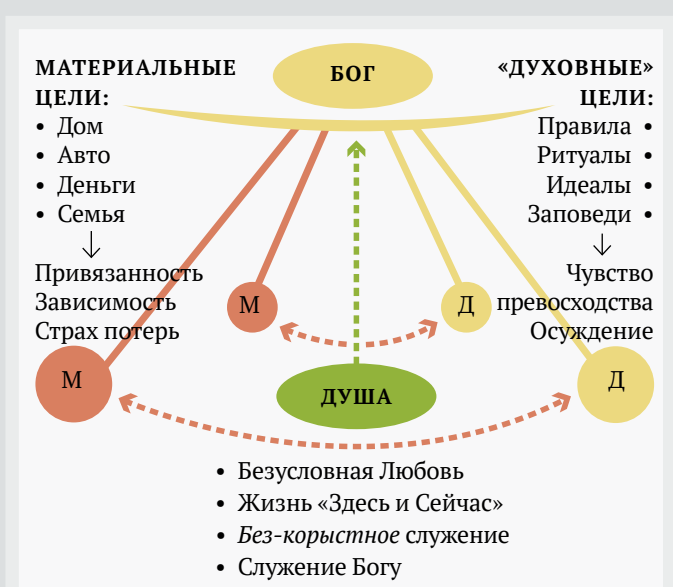 МАТЕРИАЛЬНЫЕ
ЦЕЛИ:
• Дом
• Авто
• Деньги
• Семья
Привязанность
Зависимость
Страх потерь
БОГ
«ДУХОВНЫЕ»
ЦЕЛИ:
Правила •
Ритуалы •
Идеалы •
Заповеди •
Чувство
превосходства
Осуждение
М
Д
М
ДУША
Д
• Безусловная Любовь
• Жизнь «Здесь и Сейчас»
• Без-корыстное служение
• Служение Богу